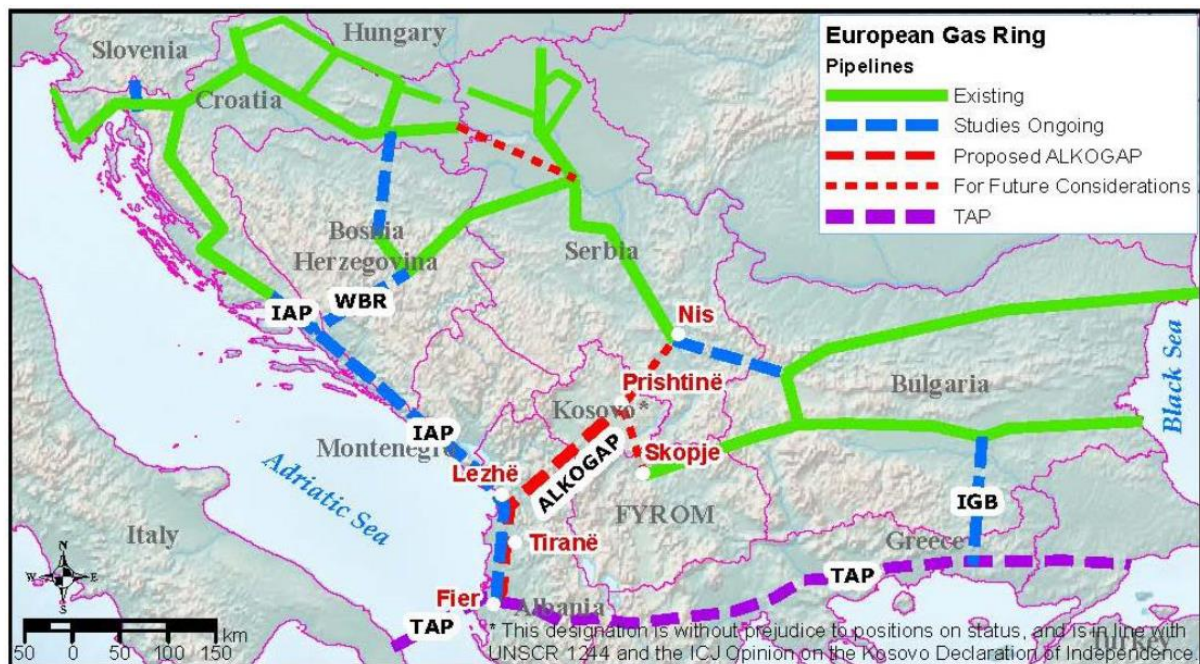 European Gas Ring
Pipelines
Existing
Studies Ongoing
Proposed ALKOGAP
For Future Considerations
TAP
Slovenia
Hungary
Croatia
Bosnia
Herzegovina
Serbia
IAP
WBR
Nis
Prishtinë
Kosovo*
Bulgaria
Black Sea
IAP
Montenegr
Lezhë
ALKOGAP
Skopje
FYROM
IGB
Adriatic Sea
Italy
Tiranë
Greece
TAP
Fier
Albania
TAP
Turkey
N
W
E
S
50 25 0 50 100 150
km
* This designation is without prejudice to positions on status, and is in line with
UNSCR 1244 and the ICJ Opinion on the Kosovo Declaration of Independence